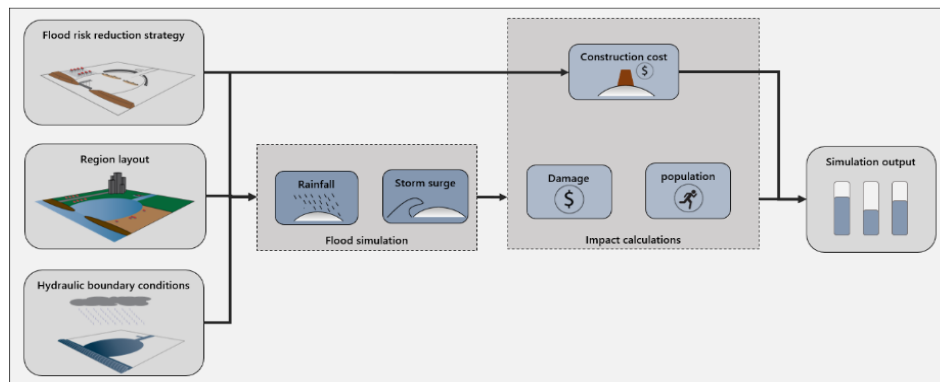 Flood risk reduction strategy
Construction cost
$
Region layout
Rainfall
Storm surge
Flood simulation
Damage
$
population
Impact calculations
Simulation output
Hydraulic boundary conditions